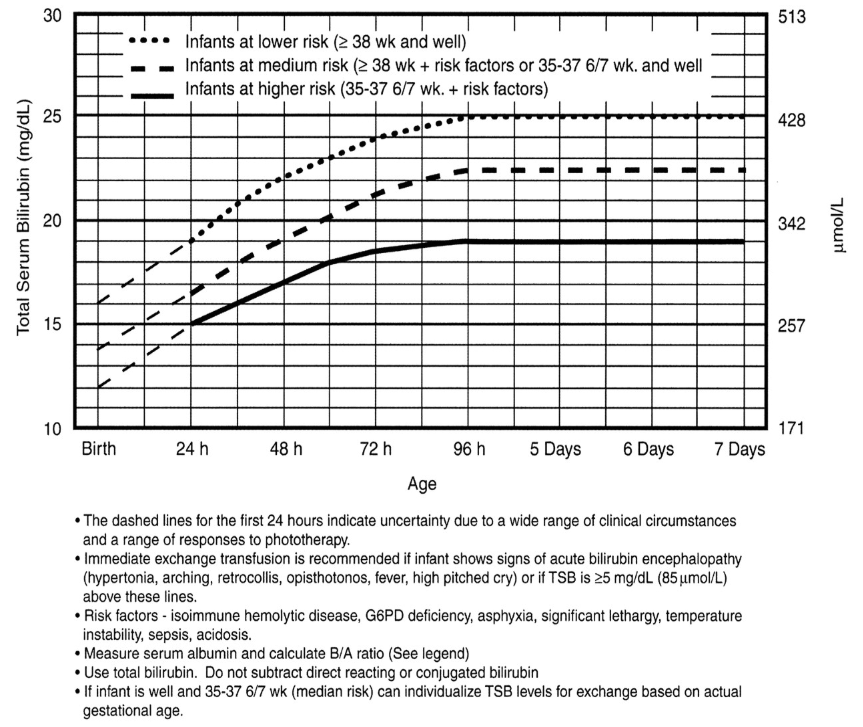 30
25
20
15
10
Total Serum Bilirubin (mg/dL)
Infants at lower risk (≥ 38 wk and well)
Infants at medium risk (≥ 38 wk + risk factors or 35-37 6/7 wk. and well
Infants at higher risk (35-37 6/7 wk. + risk factors)
513
428
342
257
171
µmol/L
Birth 24 h 48 h 72 h 96 h 5 Days 6 Days 7 Days
Age
• The dashed lines for the first 24 hours indicate uncertainty due to a wide range of clinical circumstances
and a range of responses to phototherapy.
• Immediate exchange transfusion is recommended if infant shows signs of acute bilirubin encephalopathy
(hypertonia, arching, retrocollis, opisthotonos, fever, high pitched cry) or if TSB is ≥5 mg/dL (85 µmol/L)
above these lines.
• Risk factors - isoimmune hemolytic disease, G6PD deficiency, asphyxia, significant lethargy, temperature
instability, sepsis, acidosis.
• Measure serum albumin and calculate B/A ratio (See legend)
• Use total bilirubin. Do not subtract direct reacting or conjugated bilirubin
• If infant is well and 35-37 6/7 wk (median risk) can individualize TSB levels for exchange based on actual
gestational age.